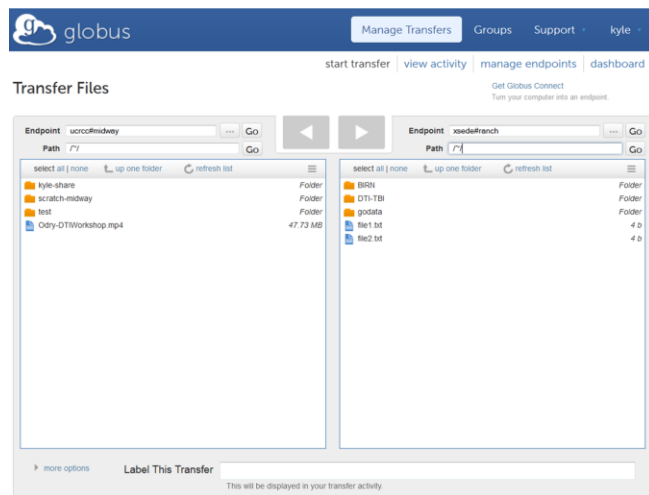 globus
Manage Transfers Groups Support kyle
start transfer view activity manage endpoints dashboard
Transfer Files
Get Globus Connect
Turn your computer into an endpoint.
Endpoint ucrcc#midway ... Go
Path /~/ Go
select all | none up one folder refresh list
kyle-share Folder
scratch-midway Folder
test Folder
Odry-DTIWorkshop.mp4 47.73 MB
Endpoint xsede#ranch ... Go
Path /~/ Go
select all | none up one folder refresh list
BIRN Folder
DTI-TBI Folder
godata Folder
file1.txt 4 b
file2.txt 4 b
more options Label This Transfer
This will be displayed in your transfer activity.